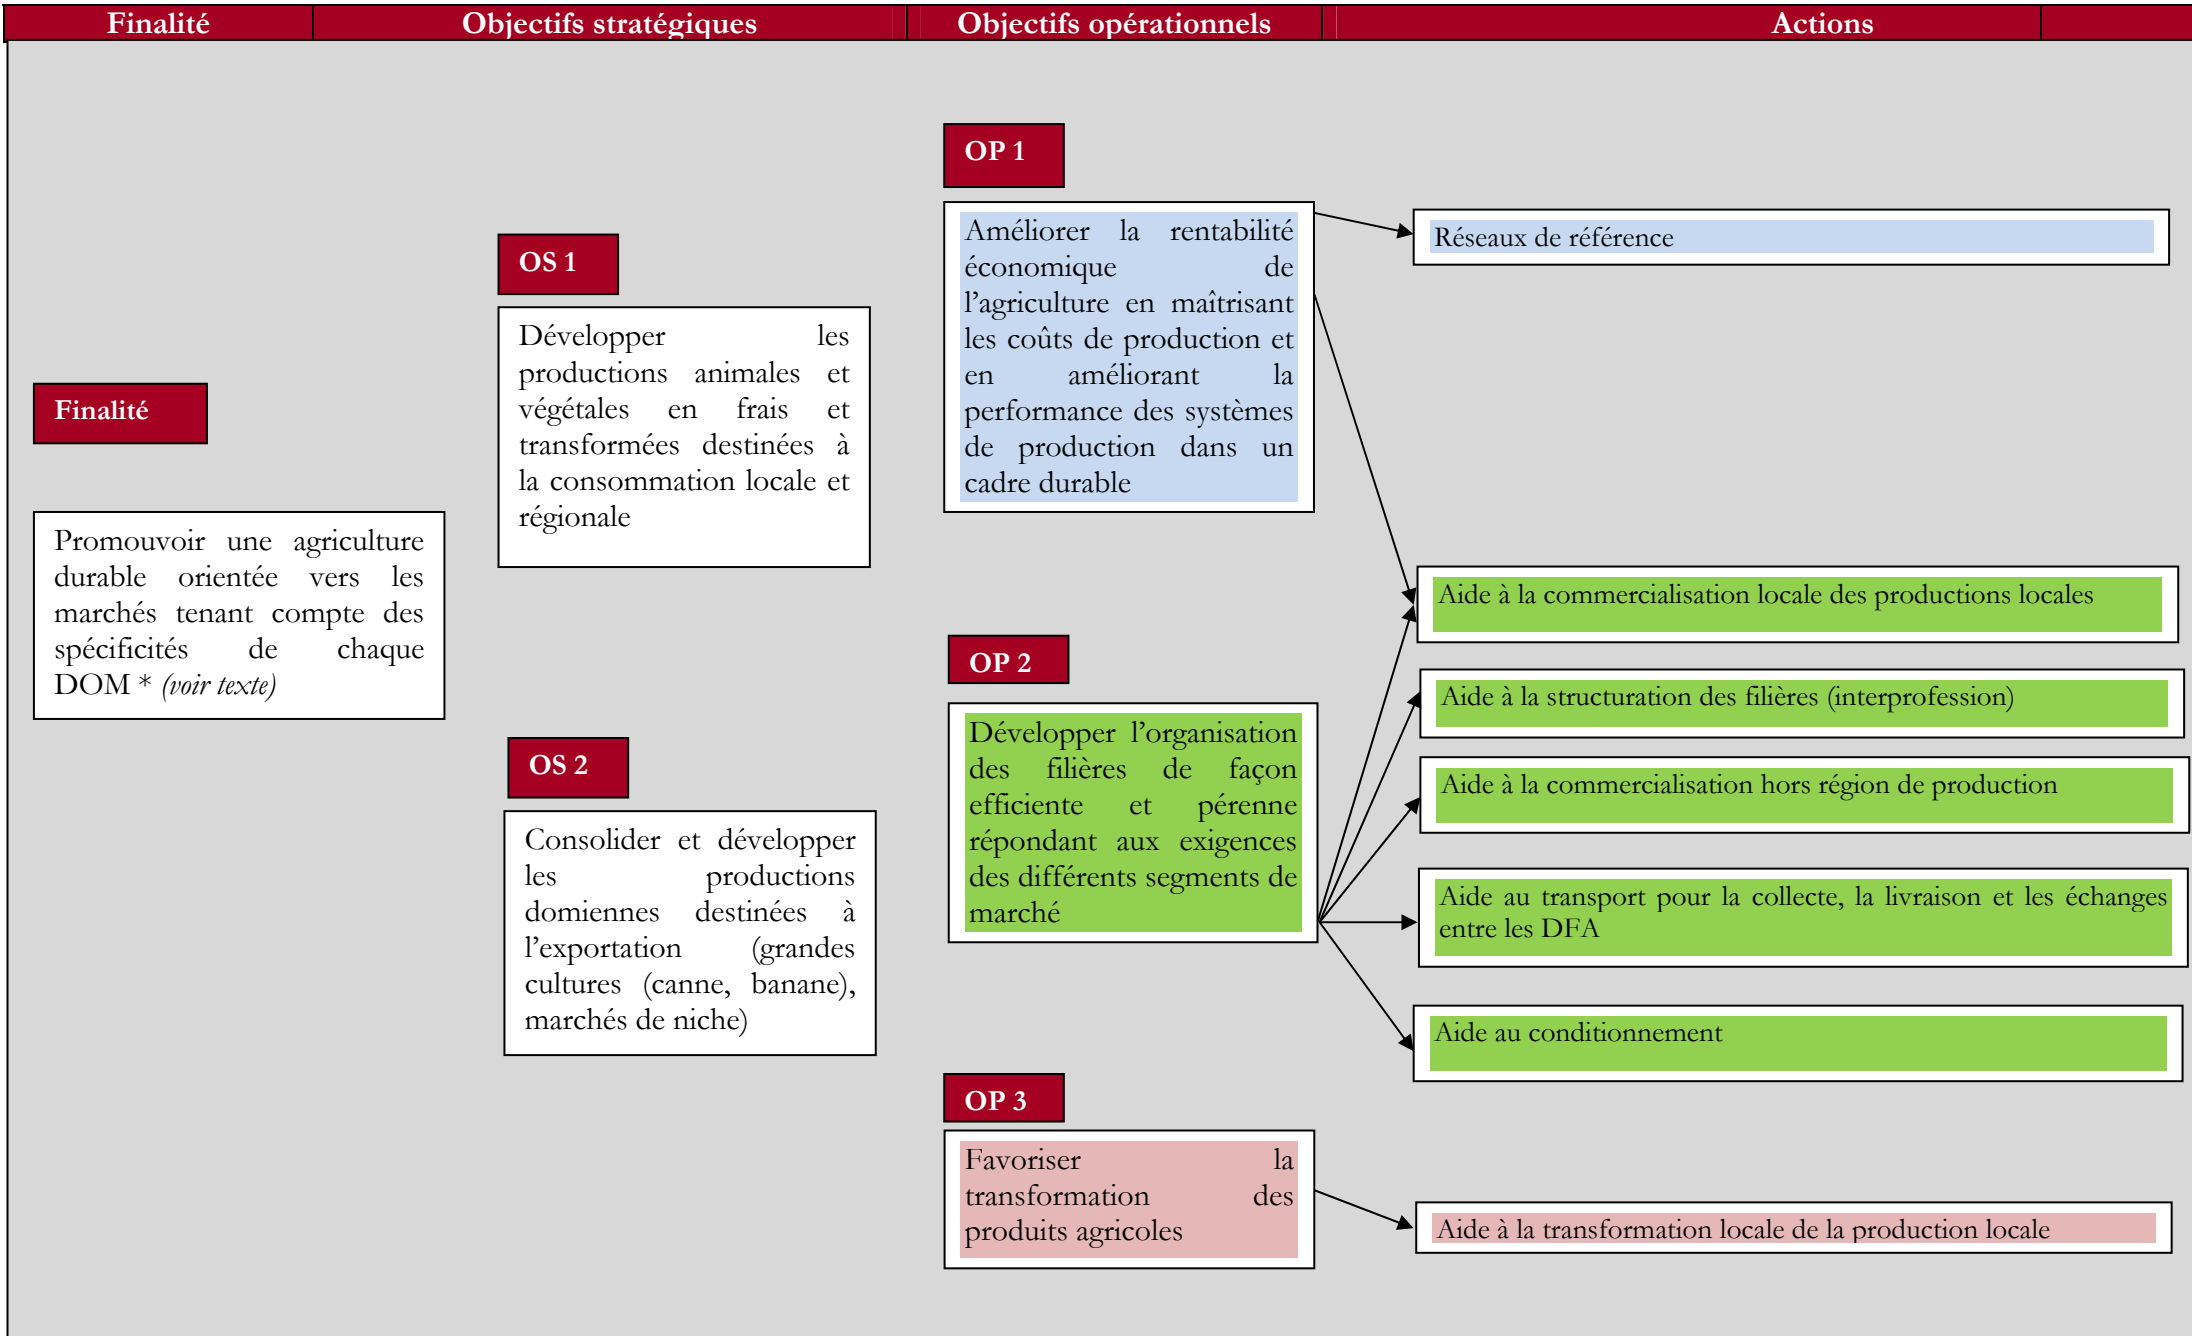 Finalité
Objectifs stratégiques
Objectifs opérationnels
Actions
Finalité
Promouvoir une agriculture
durable orientée vers les
marchés tenant compte des
spécificités de chaque
DOM * (voir texte)
OS 1
Développer les
productions animales et
végétales en frais et
transformées destinées à
la consommation locale et
régionale
OS 2
Consolider et développer
les productions
domiennes destinées à
l’exportation (grandes
cultures (canne, banane),
marchés de niche)
OP 1
Améliorer la rentabilité
économique de
l’agriculture en maîtrisant
les coûts de production et
en améliorant la
performance des systèmes
de production dans un
cadre durable
OP 2
Développer l’organisation
des filières de façon
efficiente et pérenne
répondant aux exigences
des différents segments de
marché
OP 3
Favoriser la
transformation des
produits agricoles
Réseaux de référence
Aide à la commercialisation locale des productions locales
Aide à la structuration des filières (interprofession)
Aide à la commercialisation hors région de production
Aide au transport pour la collecte, la livraison et les échanges
entre les DFA
Aide au conditionnement
Aide à la transformation locale de la production locale